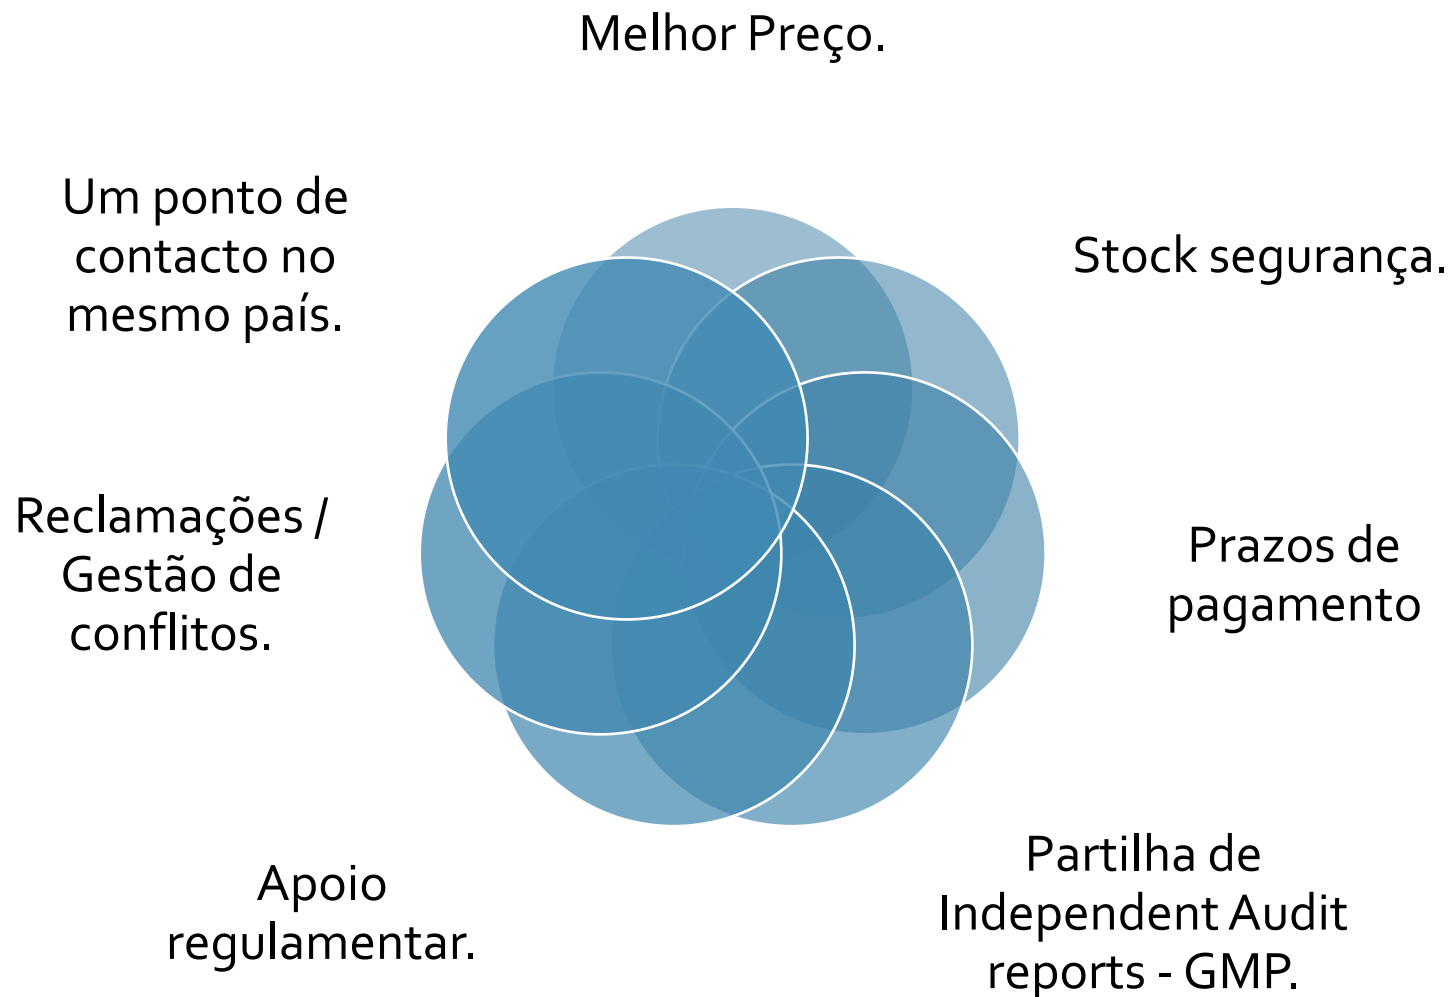 Melhor Preço.
Um ponto de
contacto no
mesmo país.
Stock segurança.
Reclamações /
Gestão de
conflitos.
Prazos de
pagamento
Apoio
regulamentar.
Partilha de
Independent Audit
reports - GMP.